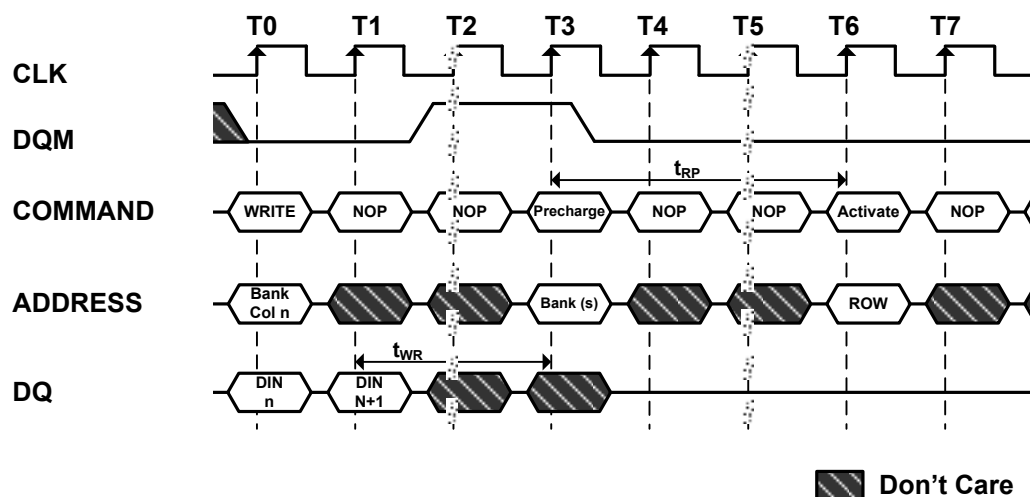 T0 T1 T2 T3 T4 T5 T6 T7
CLK
DQM
tRP
COMMAND WRITE NOP NOP Precharge NOP NOP Activate NOP
ADDRESS Bank Col n Bank (s) ROW
tWR
DQ DIN n DIN N+1
Don't Care